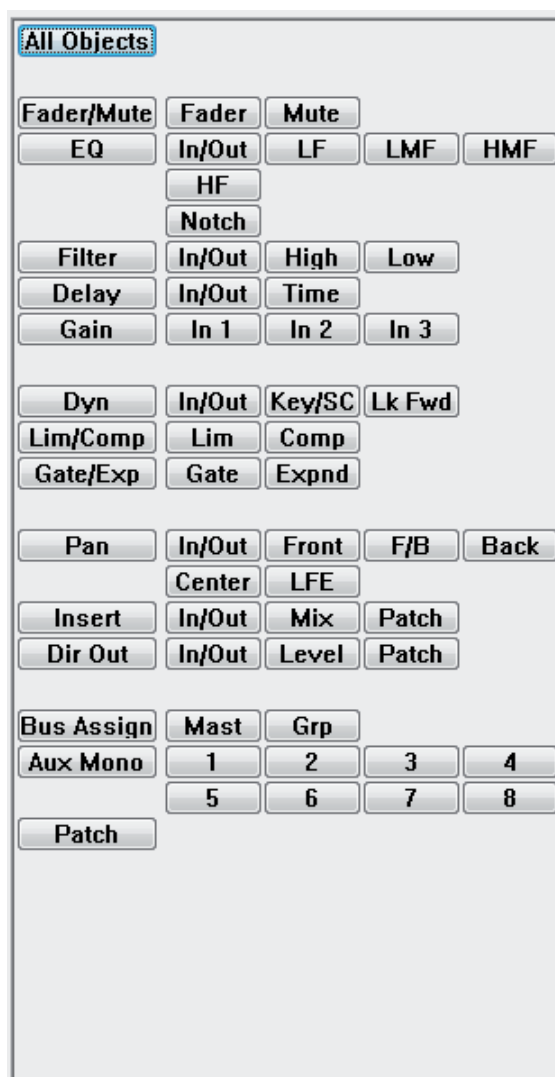 All Objects
Fader/Mute Fader Mute
EQ In/Out LF LMF HMF
HF
Notch
Filter In/Out High Low
Delay In/Out Time
Gain In 1 In 2 In 3
Dyn In/Out Key/SC Lk Fwd
Lim/Comp Lim Comp
Gate/Exp Gate Expnd
Pan In/Out Front F/B Back
Center LFE
Insert In/Out Mix Patch
Dir Out In/Out Level Patch
Bus Assign Mast Grp
Aux Mono 1 2 3 4
5 6 7 8
Patch